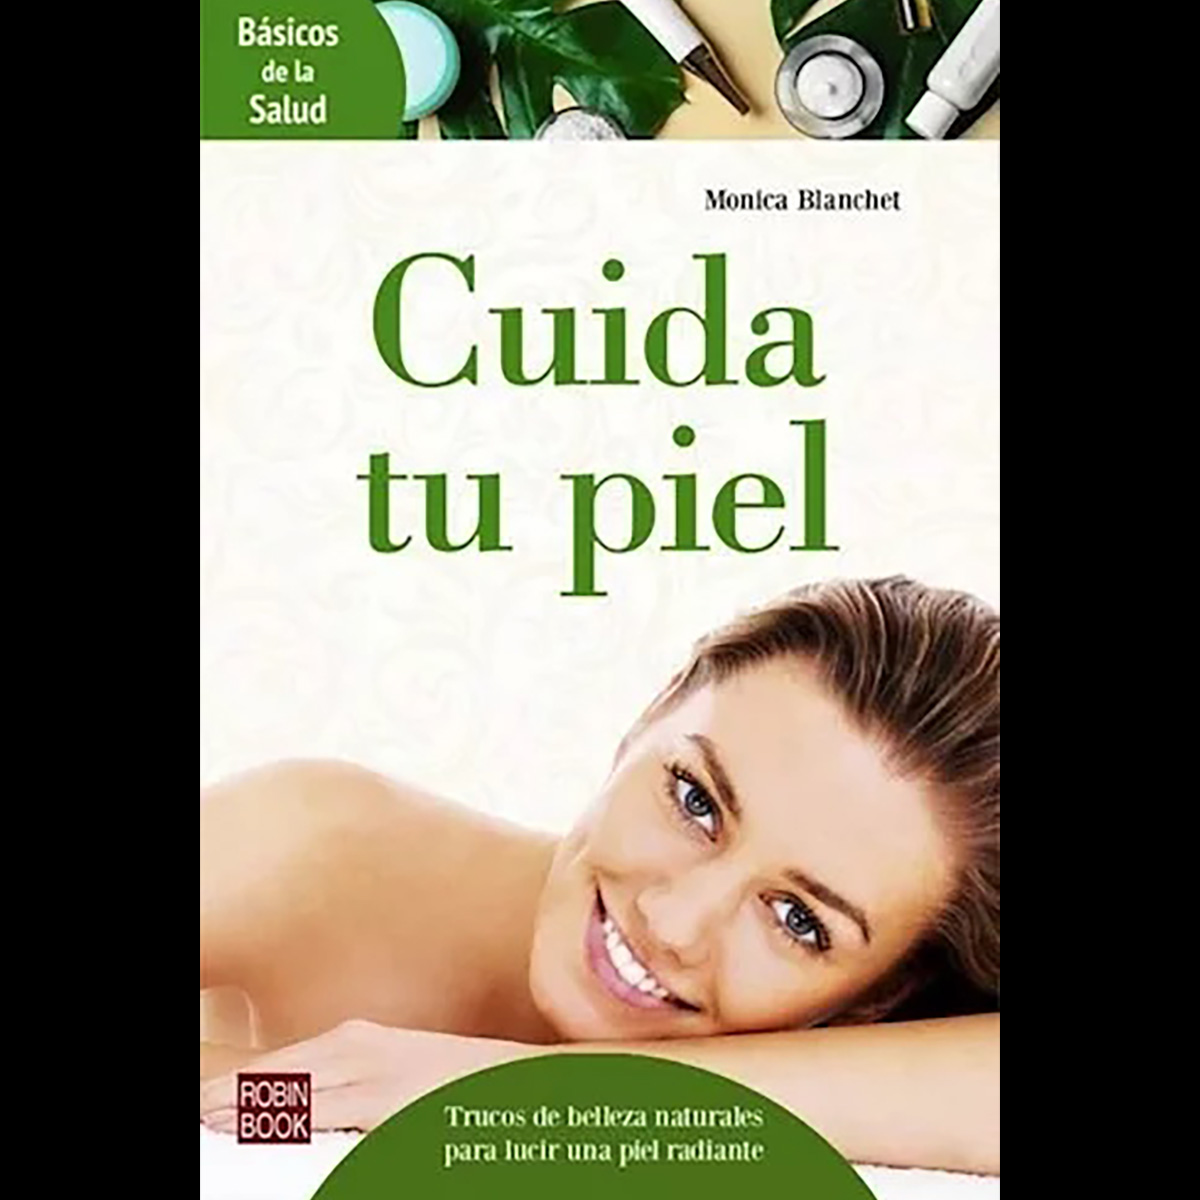 Básicos
de la
Salud
Monica Blanchet
Cuida
tu piel
ROBIN
BOOK
Trucos de belleza naturales
para lucir una piel radiante